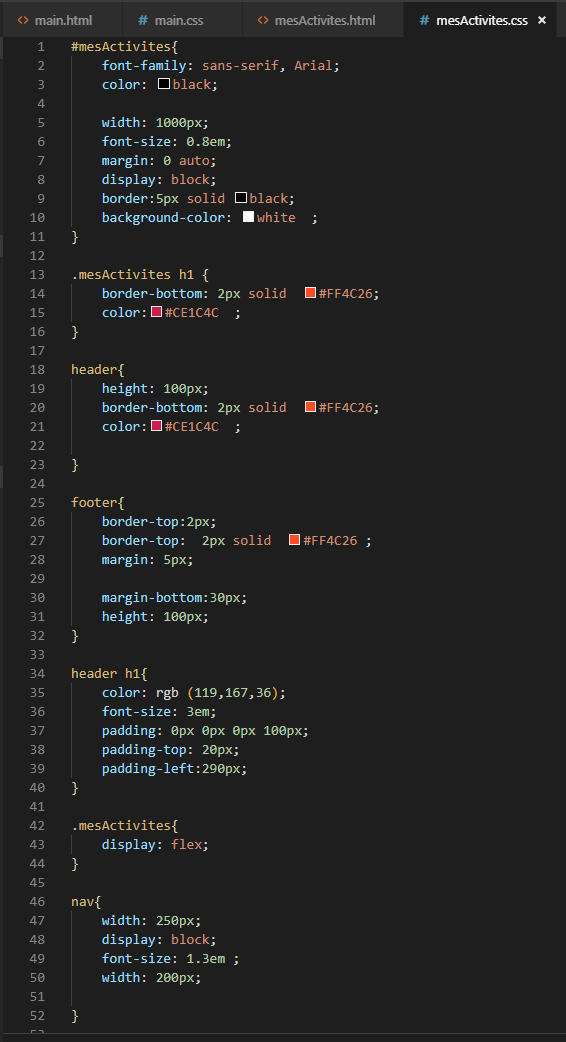 main.html # main.css mesActivites.html # mesActivites.css ×
1 #mesActivites{
2 font-family: sans-serif, Arial;
3 color: black;
4
5 width: 1000px;
6 font-size: 0.8em;
7 margin: 0 auto;
8 display: block;
9 border:5px solid black;
10 background-color: white ;
11 }
12
13 .mesActivites h1 {
14 border-bottom: 2px solid #FF4C26;
15 color: #CE1C4C ;
16 }
17
18 header{
19 height: 100px;
20 border-bottom: 2px solid #FF4C26;
21 color: #CE1C4C ;
22
23 }
24
25 footer{
26 border-top:2px;
27 border-top: 2px solid #FF4C26 ;
28 margin: 5px;
29
30 margin-bottom:30px;
31 height: 100px;
32 }
33
34 header h1{
35 color: rgb (119,167,36);
36 font-size: 3em;
37 padding: 0px 0px 0px 100px;
38 padding-top: 20px;
39 padding-left:290px;
40 }
41
42 .mesActivites{
43 display: flex;
44 }
45
46 nav{
47 width: 250px;
48 display: block;
49 font-size: 1.3em ;
50 width: 200px;
51
52 }